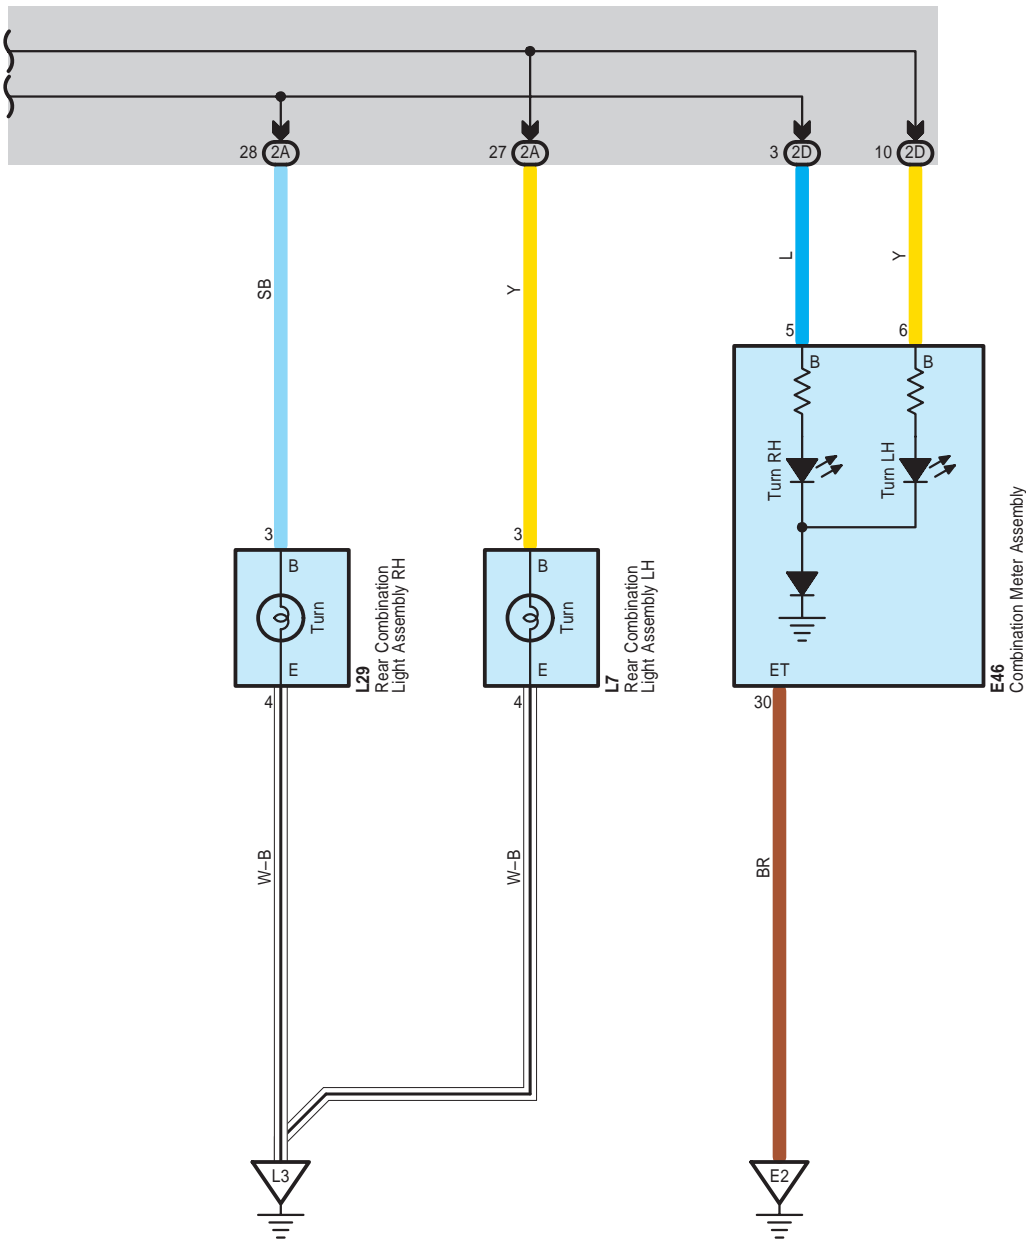 28 2A
27 2A
3 2D
10 2D
SB
Y
L
Y
5
6
B
B
Turn RH
Turn LH
3
B
Turn
E
4
L29
Rear Combination
Light Assembly RH
3
B
Turn
E
4
L7
Rear Combination
Light Assembly LH
ET
30
E46
Combination Meter Assembly
W–B
W–B
BR
L3
E2